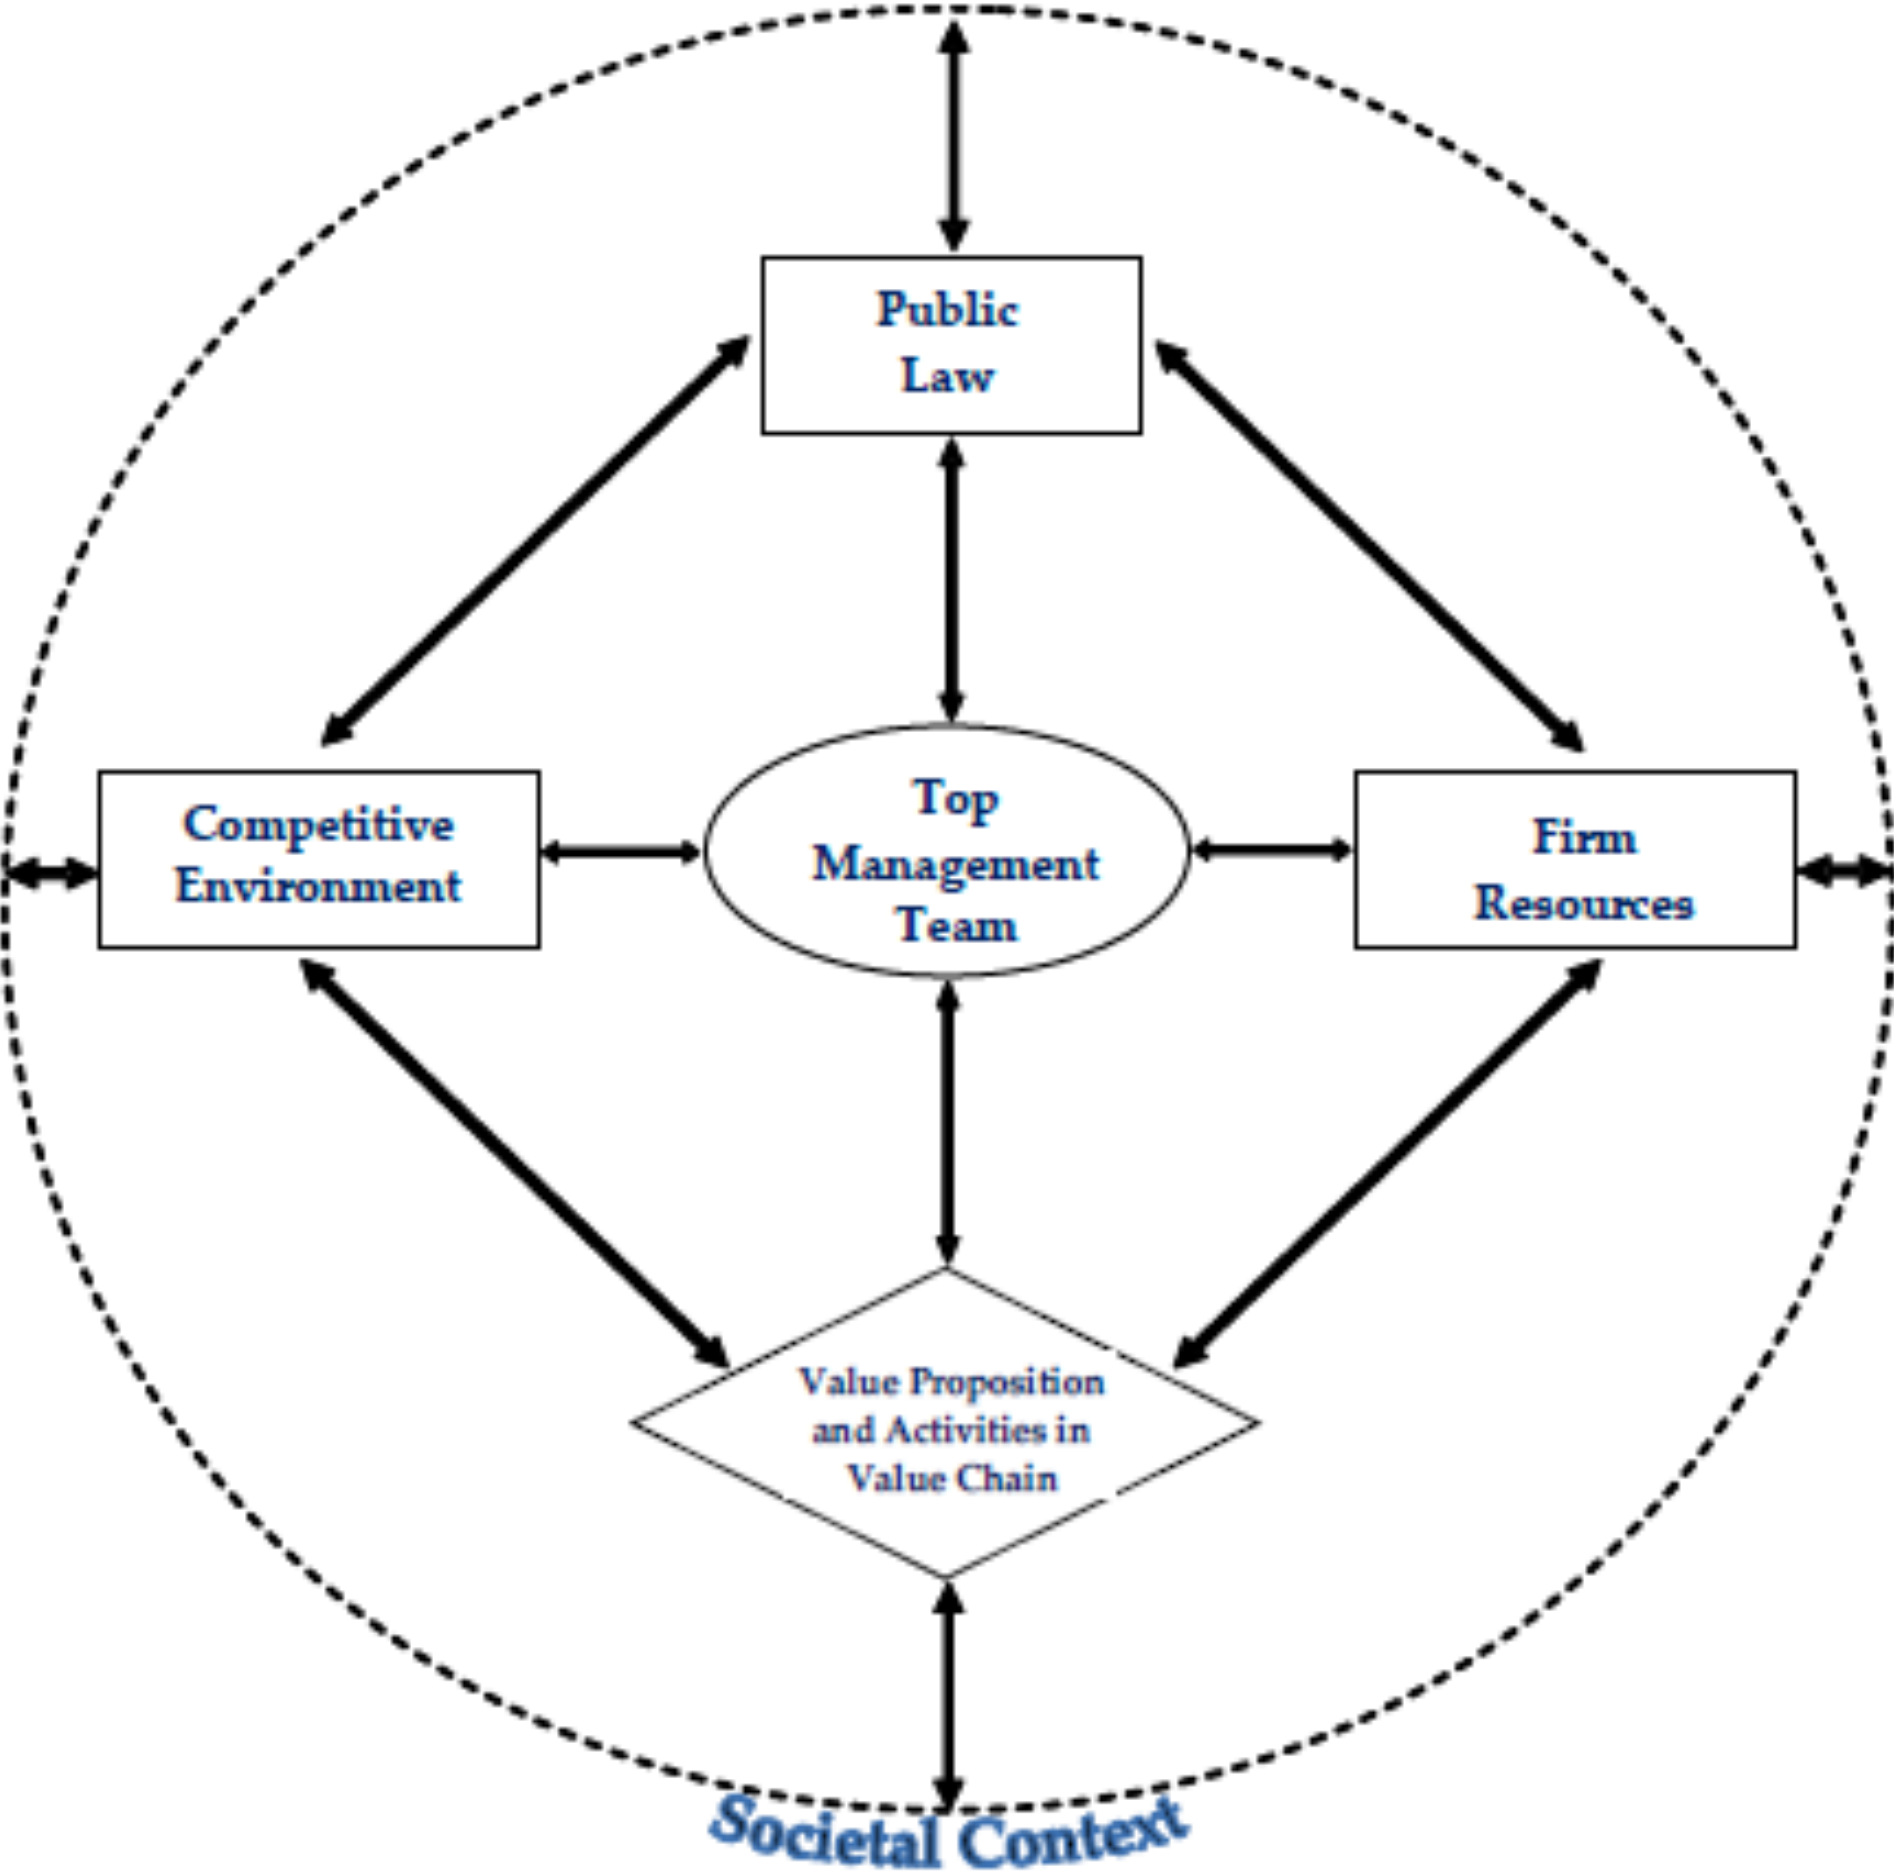 Public
Law
Competitive
Environment
Top
Management
Team
Firm
Resources
Value Proposition
and Activities in
Value Chain
Societal Context